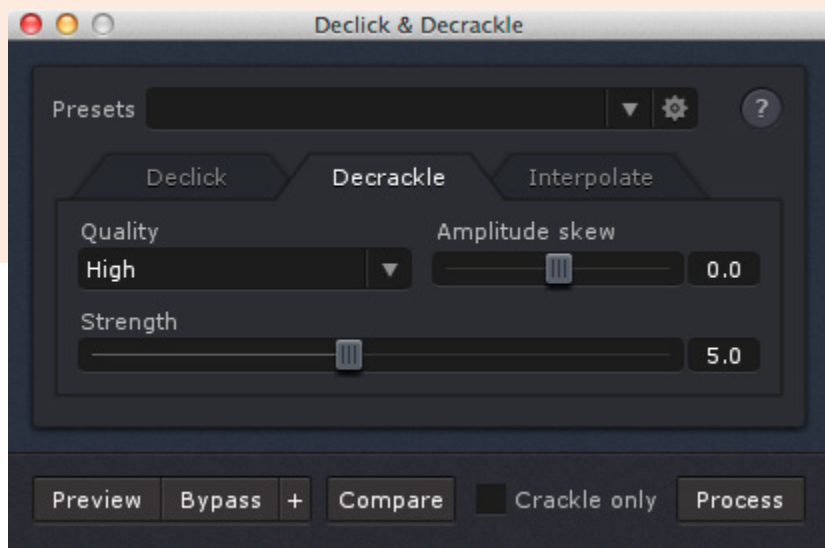 Declick & Decrackle
Presets ?
Declick Decrackle Interpolate
Quality Amplitude skew
High 0.0
Strength
5.0
Preview Bypass + Compare Crackle only Process